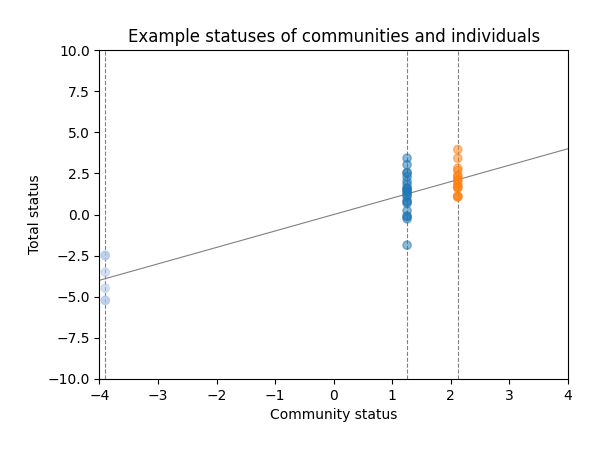 Example statuses of communities and individuals
10.0
7.5
5.0
2.5
0.0
−2.5
−5.0
−7.5
−10.0
Total status
−4 −3 −2 −1 0 1 2 3 4
Community status